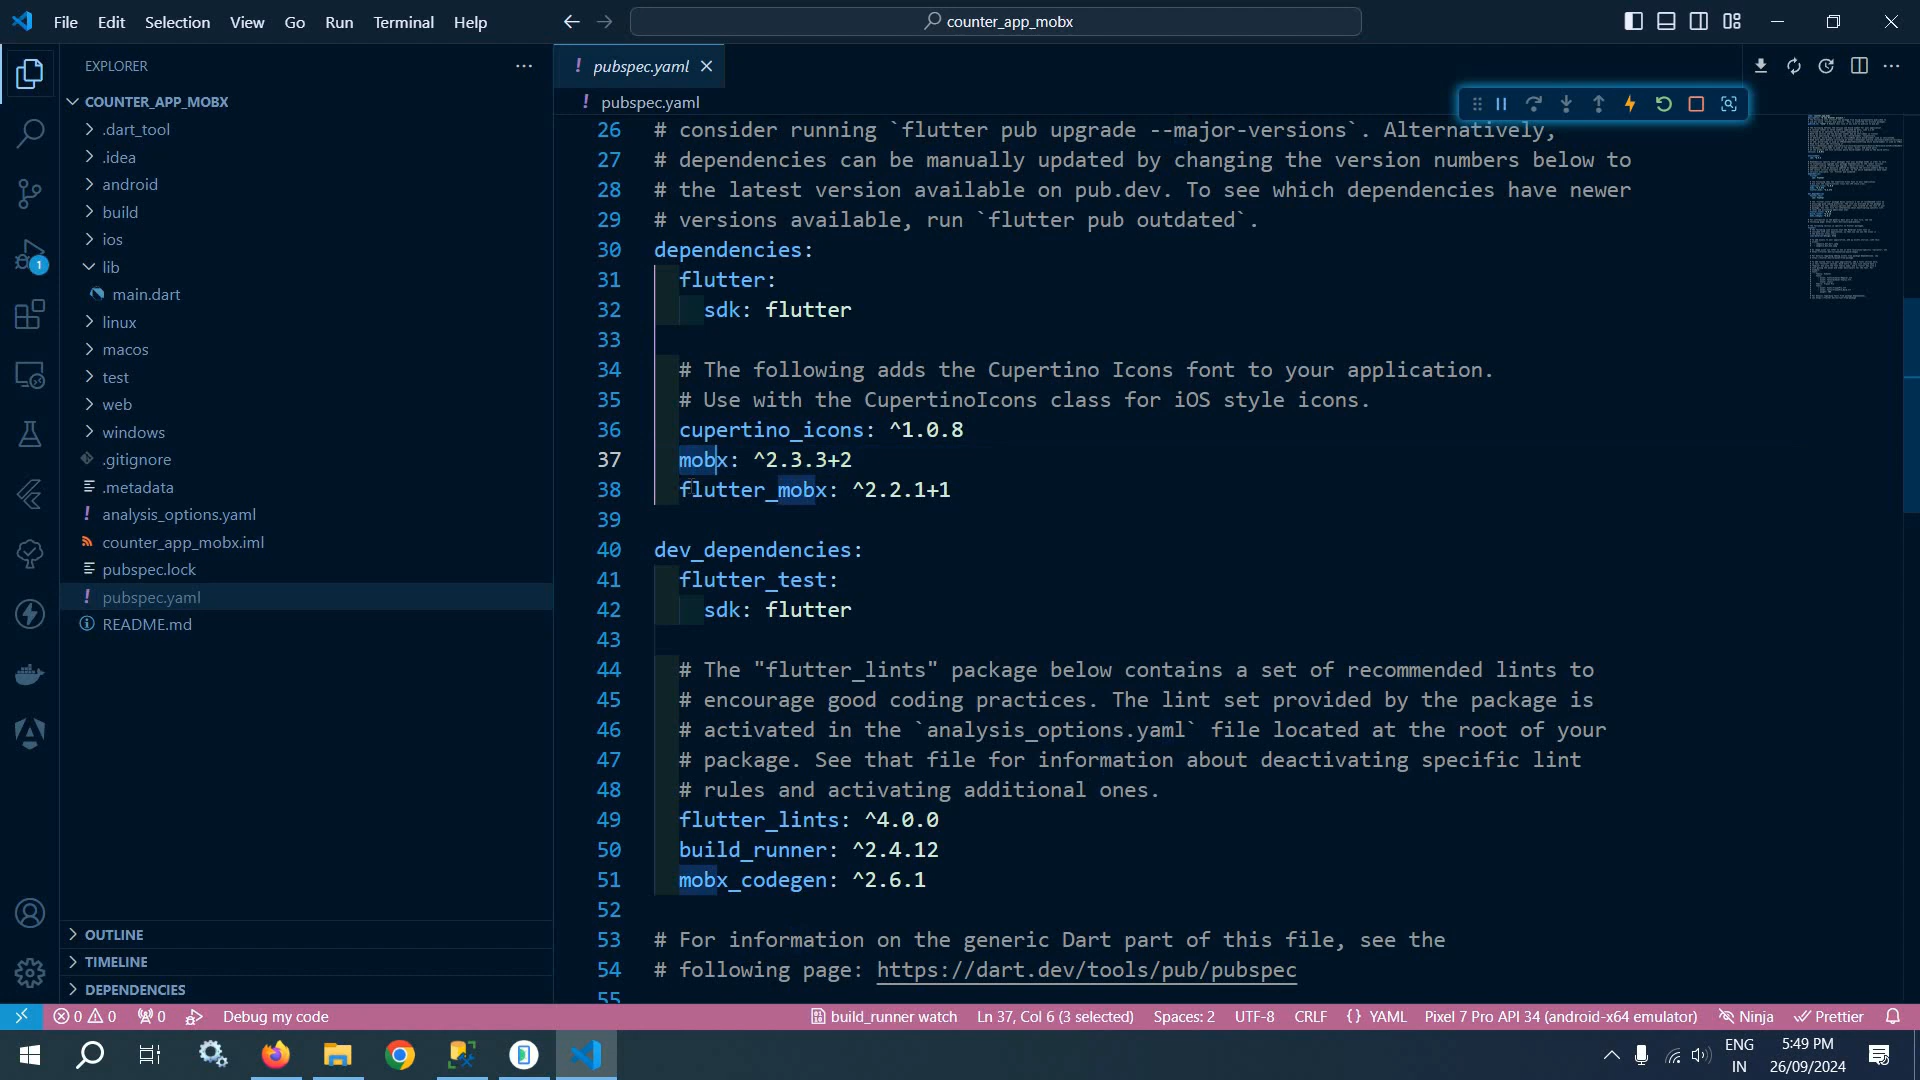 File Edit Selection View Go Run Terminal Help
counter_app_mobx
EXPLORER
COUNTER_APP_MOBX
.dart_tool
.idea
android
build
ios
lib
main.dart
linux
macos
test
web
windows
.gitignore
.metadata
analysis_options.yaml
counter_app_mobx.iml
pubspec.lock
pubspec.yaml
README.md
OUTLINE
TIMELINE
DEPENDENCIES
1
! pubspec.yaml
! pubspec.yaml
26 # consider running `flutter pub upgrade --major-versions`. Alternatively,
27 # dependencies can be manually updated by changing the version numbers below to
28 # the latest version available on pub.dev. To see which dependencies have newer
29 # versions available, run `flutter pub outdated`.
30 dependencies:
31 flutter:
32 sdk: flutter
33
34 # The following adds the Cupertino Icons font to your application.
35 # Use with the CupertinoIcons class for iOS style icons.
36 cupertino_icons: ^1.0.8
37 mobx: ^2.3.3+2
38 flutter_mobx: ^2.2.1+1
39
40 dev_dependencies:
41 flutter_test:
42 sdk: flutter
43
44 # The "flutter_lints" package below contains a set of recommended lints to
45 # encourage good coding practices. The lint set provided by the package is
46 # activated in the `analysis_options.yaml` file located at the root of your
47 # package. See that file for information about deactivating specific lint
48 # rules and activating additional ones.
49 flutter_lints: ^4.0.0
50 build_runner: ^2.4.12
51 mobx_codegen: ^2.6.1
52
53 # For information on the generic Dart part of this file, see the
54 # following page: https://dart.dev/tools/pub/pubspec
55
0 0 0 Debug my code build_runner watch Ln 37, Col 6 (3 selected) Spaces: 2 UTF-8 CRLF {} YAML Pixel 7 Pro API 34 (android-x64 emulator) Ninja Prettier
ENG
IN
5:49 PM
26/09/2024